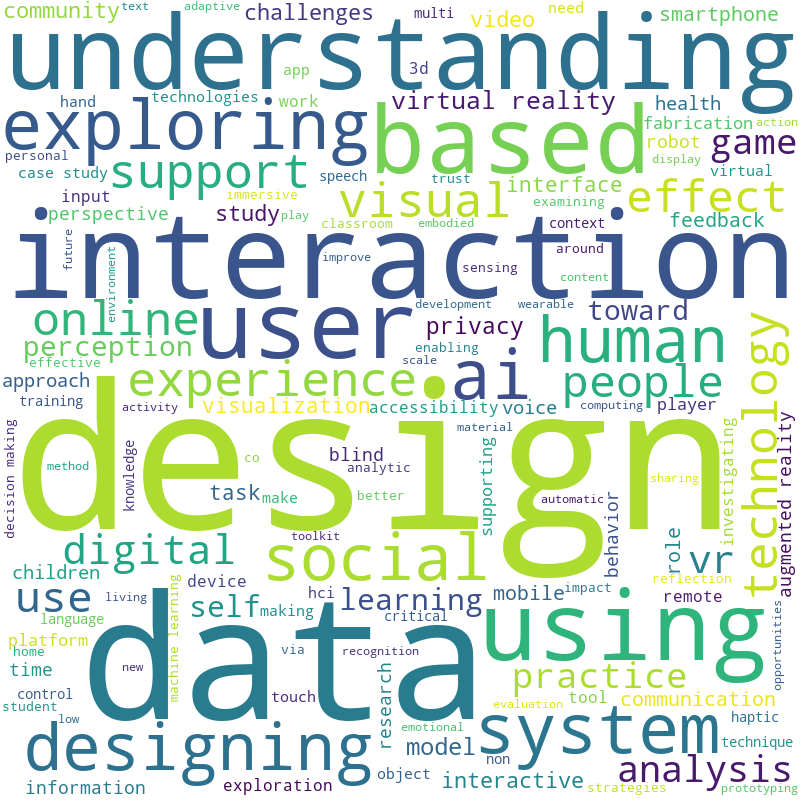 community text adaptive challenges multi video need smartphone
understanding
app 3d
hand technologies work virtual reality health
exploring based fabrication action
personal support robot game
case study speech trust interface display virtual
input immersive visual examining effect
perspective study play classroom embodied context feedback
interaction
future improve sensing around content
environment
online user development wearable toward
perception privacy human technology
effective enabling
approach experience ai scale people
training activity visualization accessibility voice computing player
decision making knowledge design material investigating augmented reality
method co blind analytic supporting sharing
task make better automatic
toolkit behavior role
digital social vr
children device hci impact reflection
use living self making learning mobile remote
language machine learning critical using opportunities
platform data
home new via recognition
time practice
control touch research tool communication
student low emotional evaluation haptic
designing model non system technique
information exploration object interactive strategies analysis prototyping